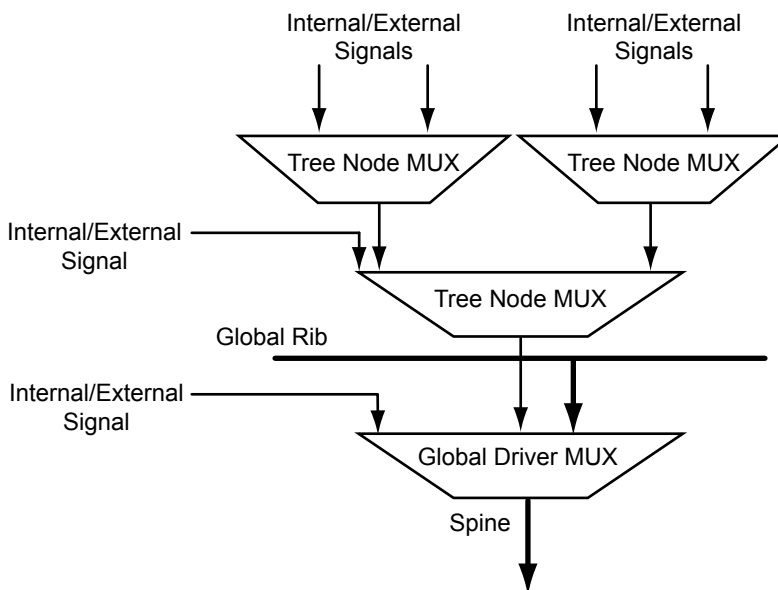 Internal/External
Signals
Internal/External
Signals
Tree Node MUX
Tree Node MUX
Internal/External
Signal
Tree Node MUX
Global Rib
Internal/External
Signal
Global Driver MUX
Spine